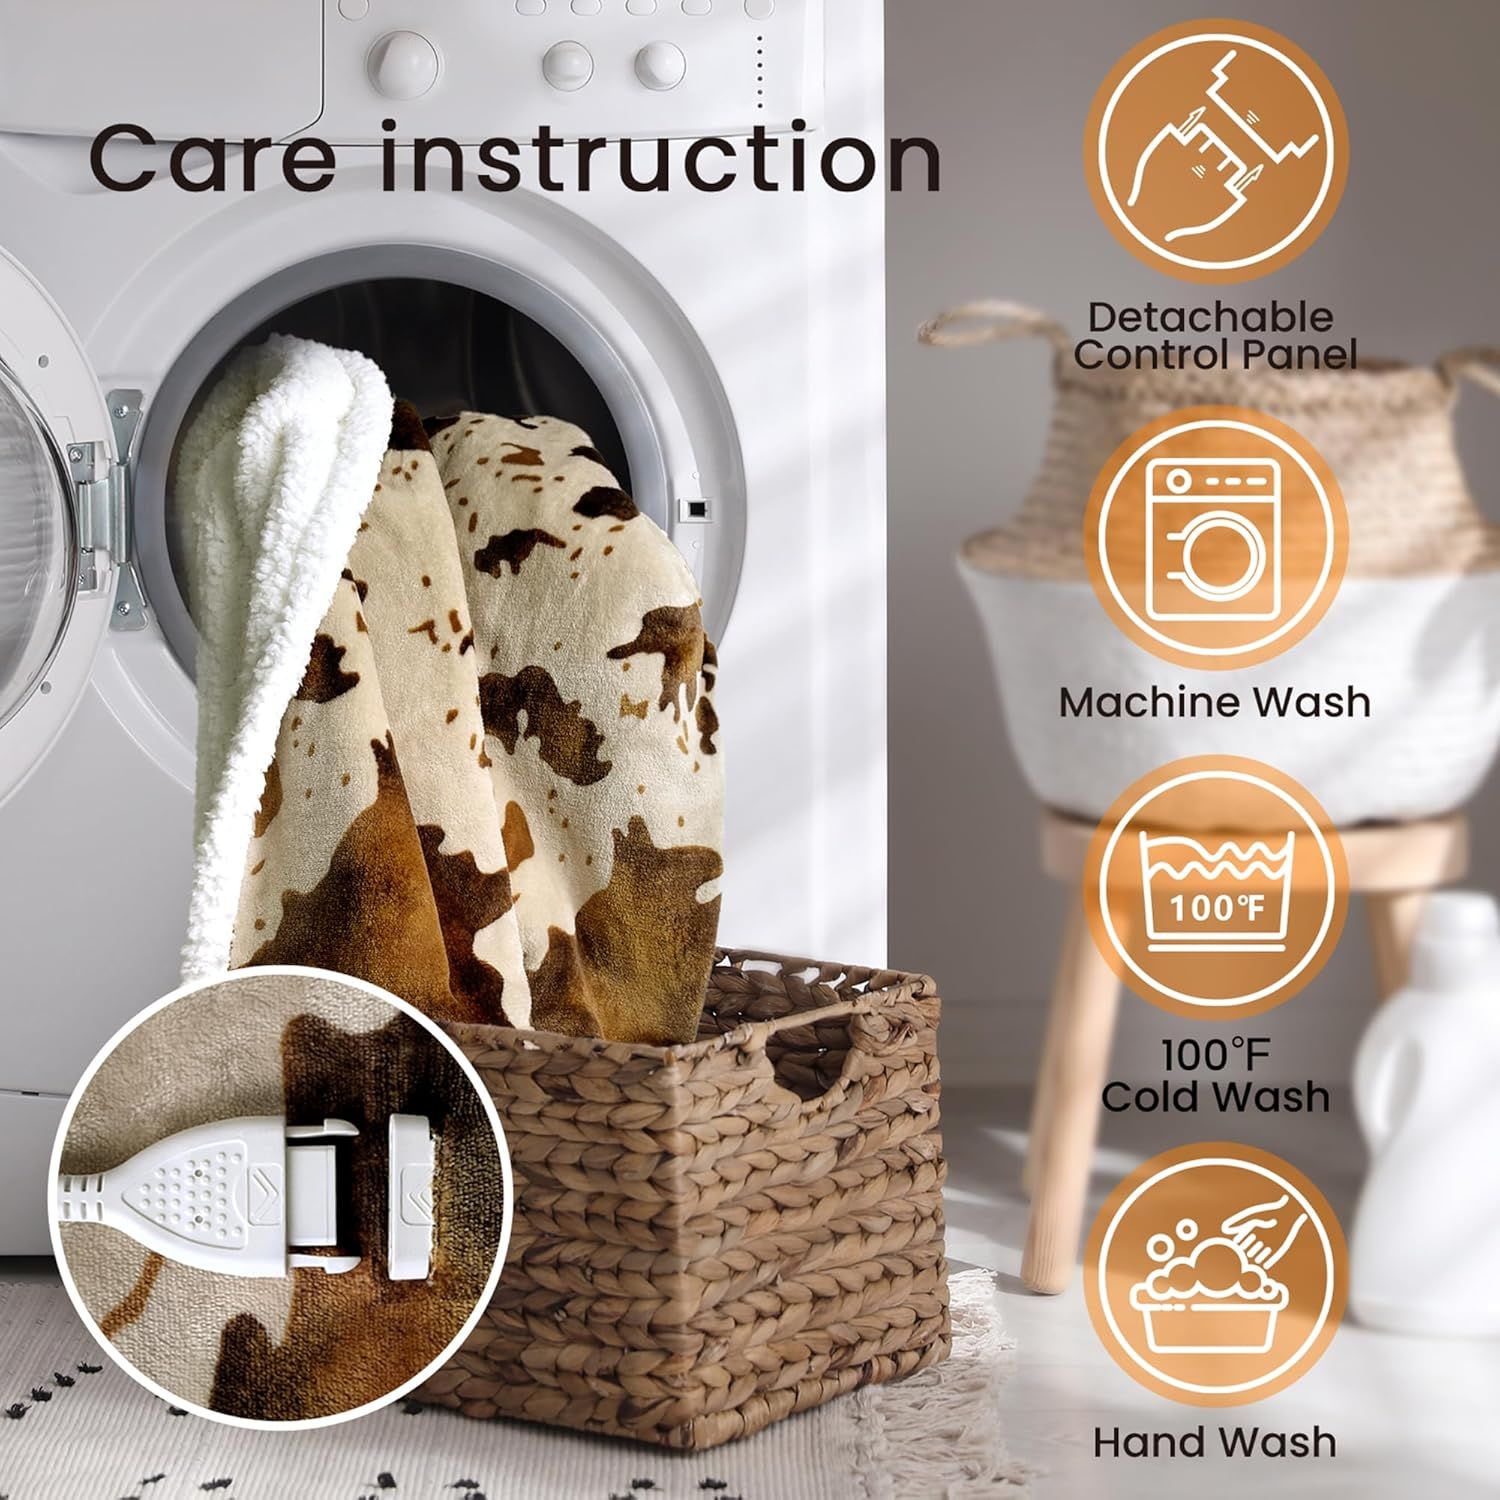 Care instruction
Detachable
Control Panel
Machine Wash
100°F
100°F
Cold Wash
Hand Wash